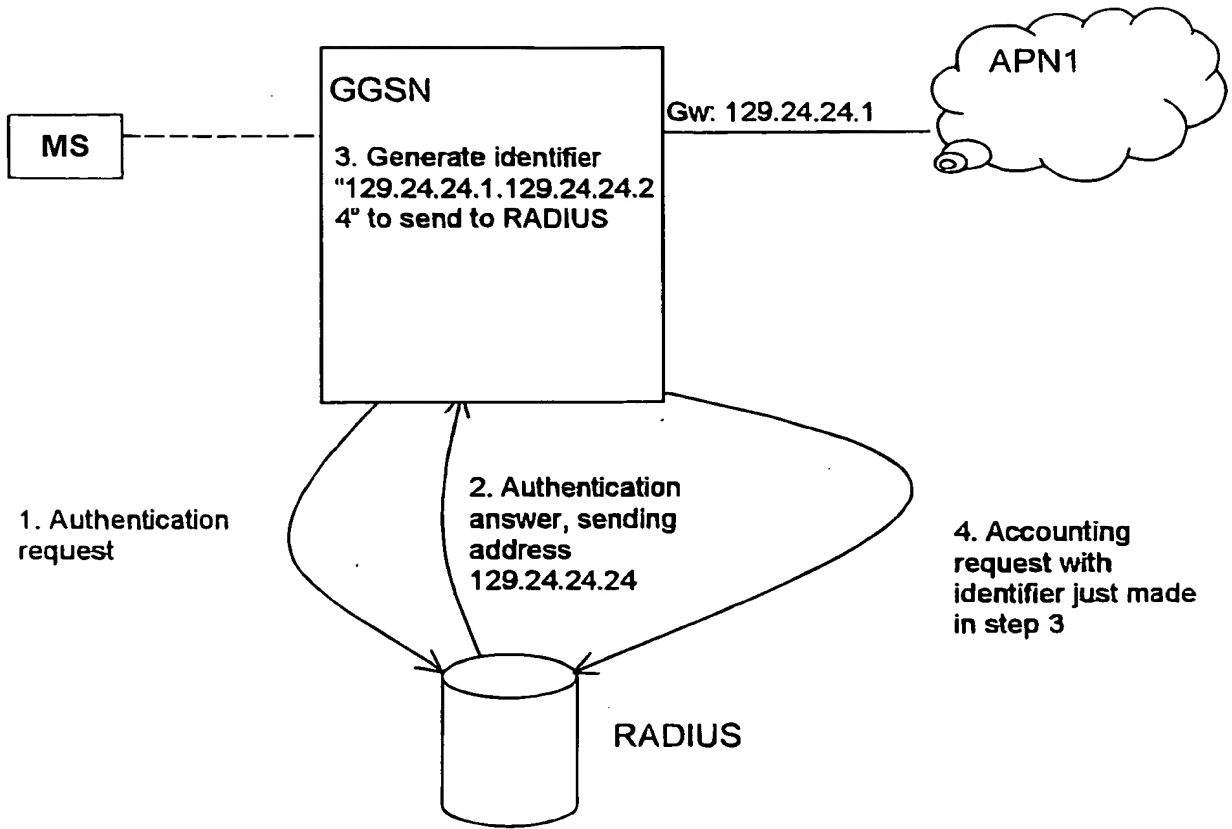 APN1
GGSN
Gw: 129.24.24.1
MS
3. Generate identifier
"129.24.24.1.129.24.2
4" to send to RADIUS
1. Authentication
request
2. Authentication
answer, sending
address
129.24.24.24
4. Accounting
request with
identifier just made
in step 3
RADIUS